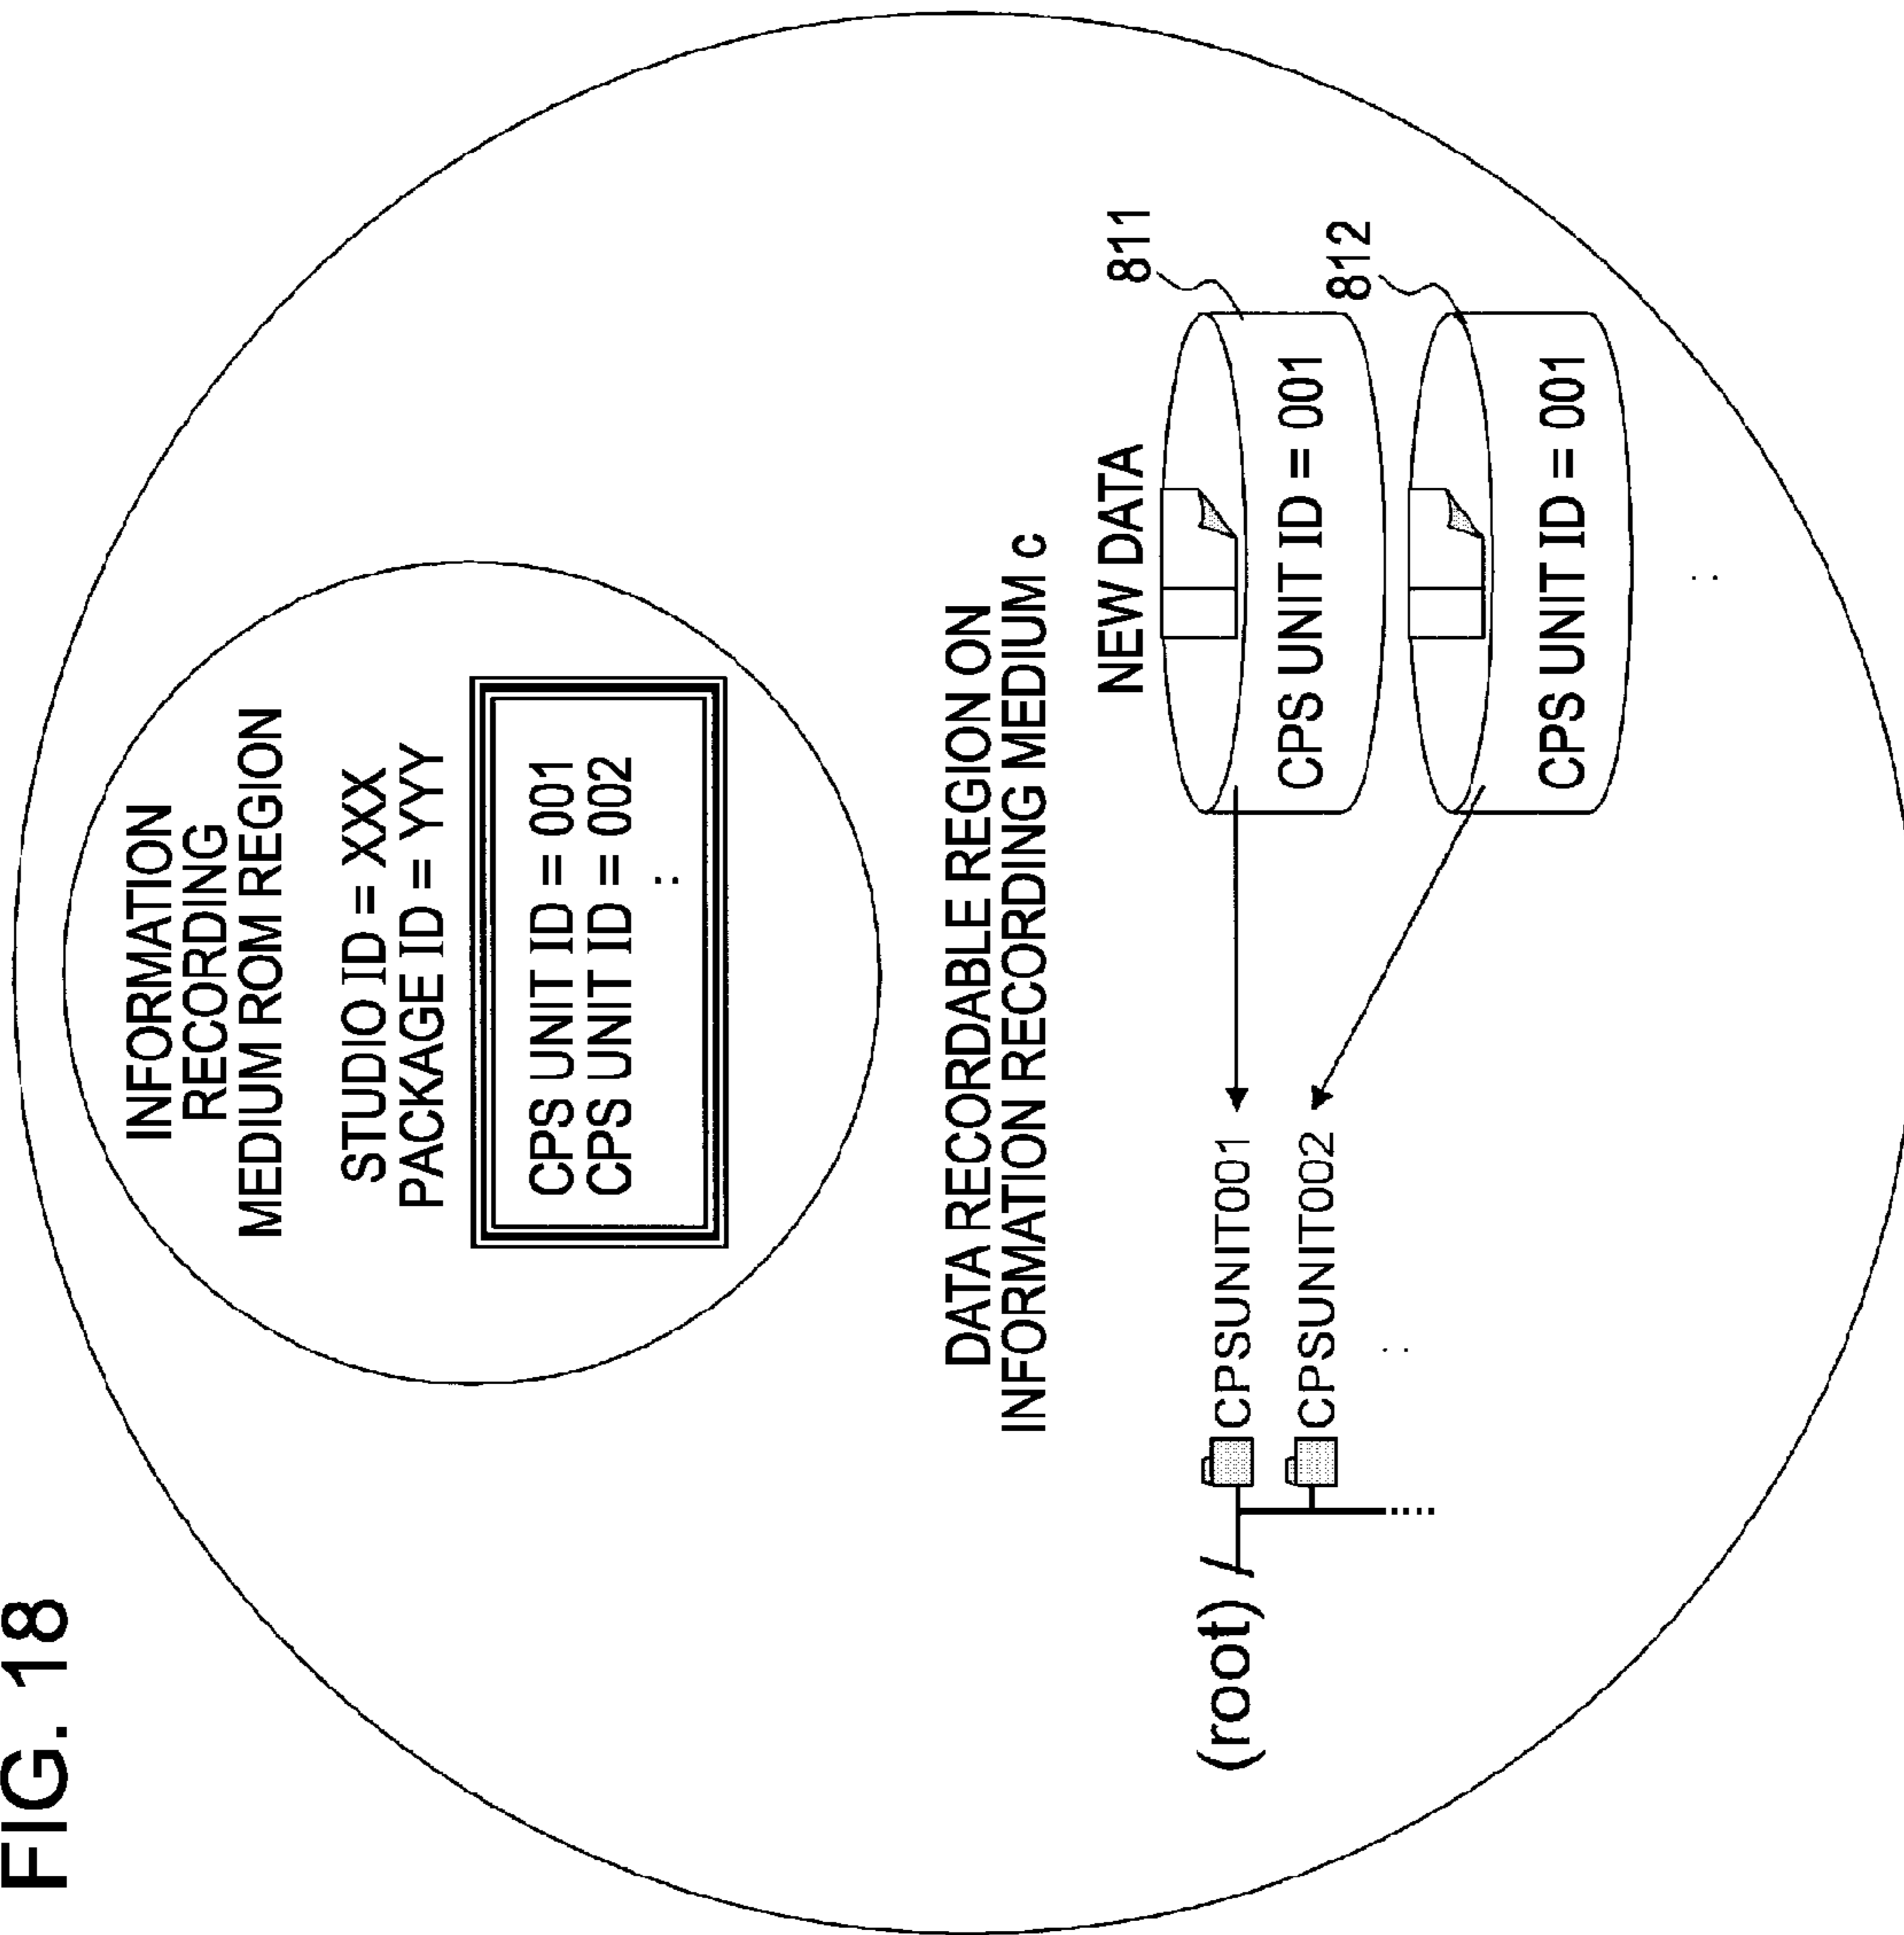 FIG. 18
INFORMATION
RECORDING
MEDIUM ROM REGION
STUDIO ID = XXX
PACKAGE ID = YYY
CPS UNIT ID = 001
CPS UNIT ID = 002
:
DATA RECORDABLE REGION ON
INFORMATION RECORDING MEDIUM c
NEW DATA
811
(root) /
CPSUNIT001
CPS UNIT ID = 001
812
CPSUNIT002
CPS UNIT ID = 001
:
: